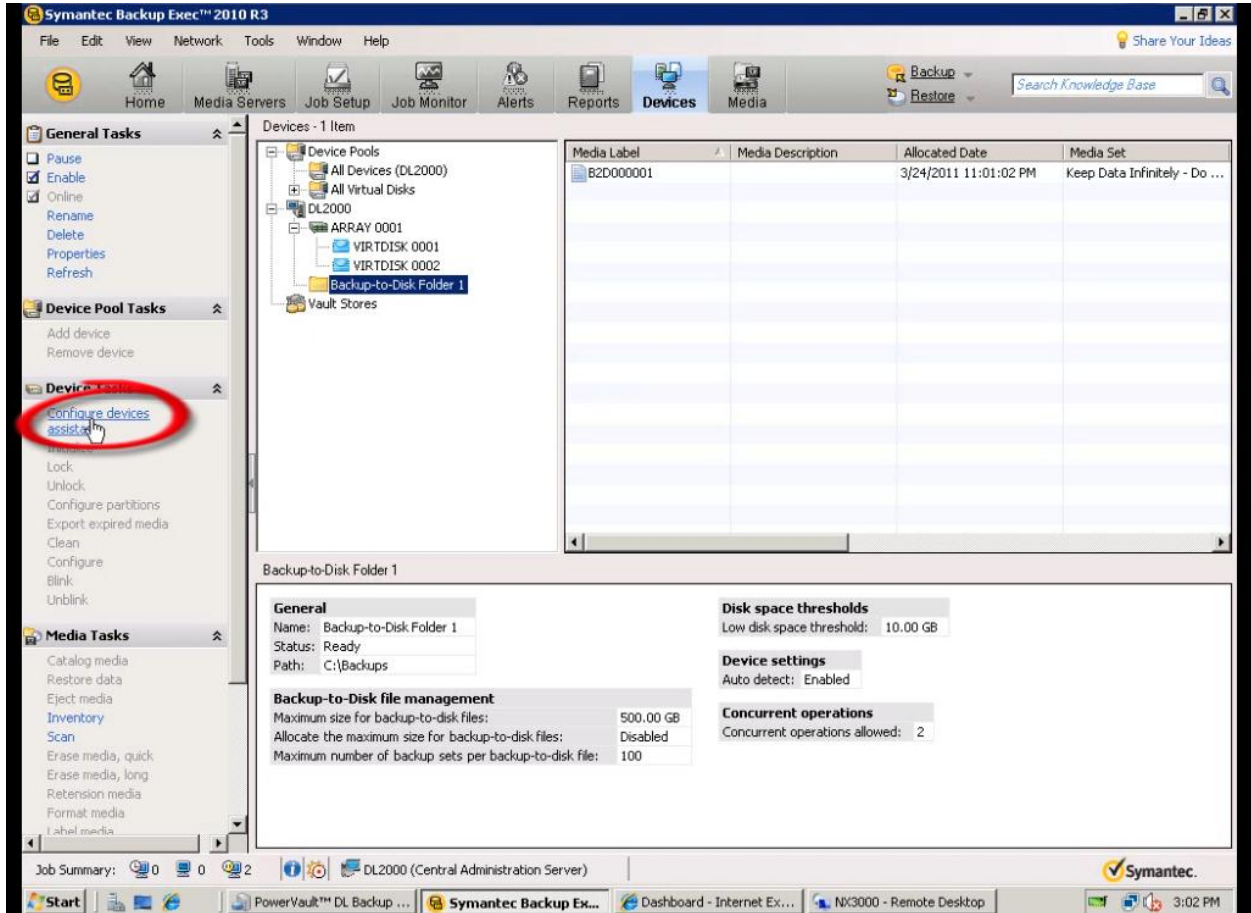 Symantec Backup Exec™ 2010 R3
File Edit View Network Tools Window Help
Share Your Ideas
Home Media Servers Job Setup Job Monitor Alerts Reports Devices Media
Backup
Restore
Search Knowledge Base
General Tasks
Pause
Enable
Online
Rename
Delete
Properties
Refresh
Device Pool Tasks
Add device
Remove device
Device Tasks
Configure devices
Lock
Unlock
Configure partitions
Export expired media
Clean
Configure
Blink
Unblink
Media Tasks
Catalog media
Restore data
Eject media
Inventory
Scan
Erase media, quick
Erase media, long
Retension media
Format media
Label media
Devices - 1 Item
Device Pools
All Devices (DL2000)
All Virtual Disks
DL2000
ARRAY 0001
VIRTDISK 0001
VIRTDISK 0002
Backup-to-Disk Folder 1
Vault Stores
Media Label Media Description Allocated Date Media Set
B2D000001 3/24/2011 11:01:02 PM Keep Data Infinitely - Do ...
Backup-to-Disk Folder 1
General
Name: Backup-to-Disk Folder 1
Status: Ready
Path: C:\Backups
Backup-to-Disk file management
Maximum size for backup-to-disk files: 500.00 GB
Allocate the maximum size for backup-to-disk files: Disabled
Maximum number of backup sets per backup-to-disk file: 100
Disk space thresholds
Low disk space threshold: 10.00 GB
Device settings
Auto detect: Enabled
Concurrent operations
Concurrent operations allowed: 2
Job Summary: 0 0 2 DL2000 (Central Administration Server)
Symantec.
Start PowerVault™ DL Backup ... Symantec Backup Ex... Dashboard - Internet Ex... NX3000 - Remote Desktop 3:02 PM